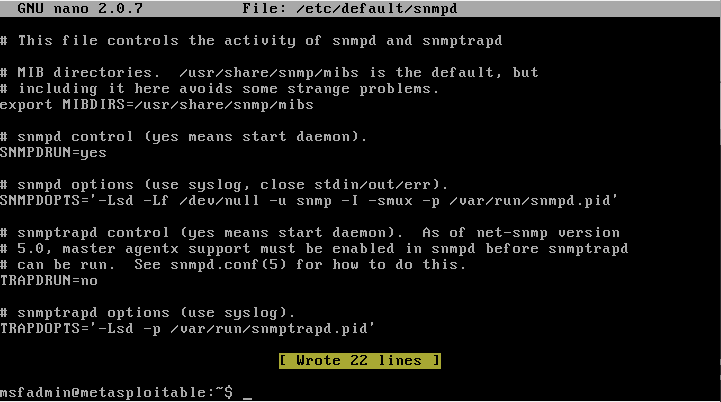 GNU nano 2.0.7 File: /etc/default/snmpd
# This file controls the activity of snmpd and snmptrapd
# MIB directories. /usr/share/snmp/mibs is the default, but
# including it here avoids some strange problems.
export MIBDIRS=/usr/share/snmp/mibs
# snmpd control (yes means start daemon).
SNMPDRUN=yes
# snmpd options (use syslog, close stdin/out/err).
SNMPDOPTS='-Lsd -Lf /dev/null -u snmp -I -smux -p /var/run/snmpd.pid'
# snmptrapd control (yes means start daemon). As of net-snmp version
# 5.0, master agentx support must be enabled in snmpd before snmptrapd
# can be run. See snmpd.conf(5) for how to do this.
TRAPDRUN=no
# snmptrapd options (use syslog).
TRAPDOPTS='-Lsd -p /var/run/snmptrapd.pid'
[ Wrote 22 lines ]
msfadmin@metasploitable:~$ _